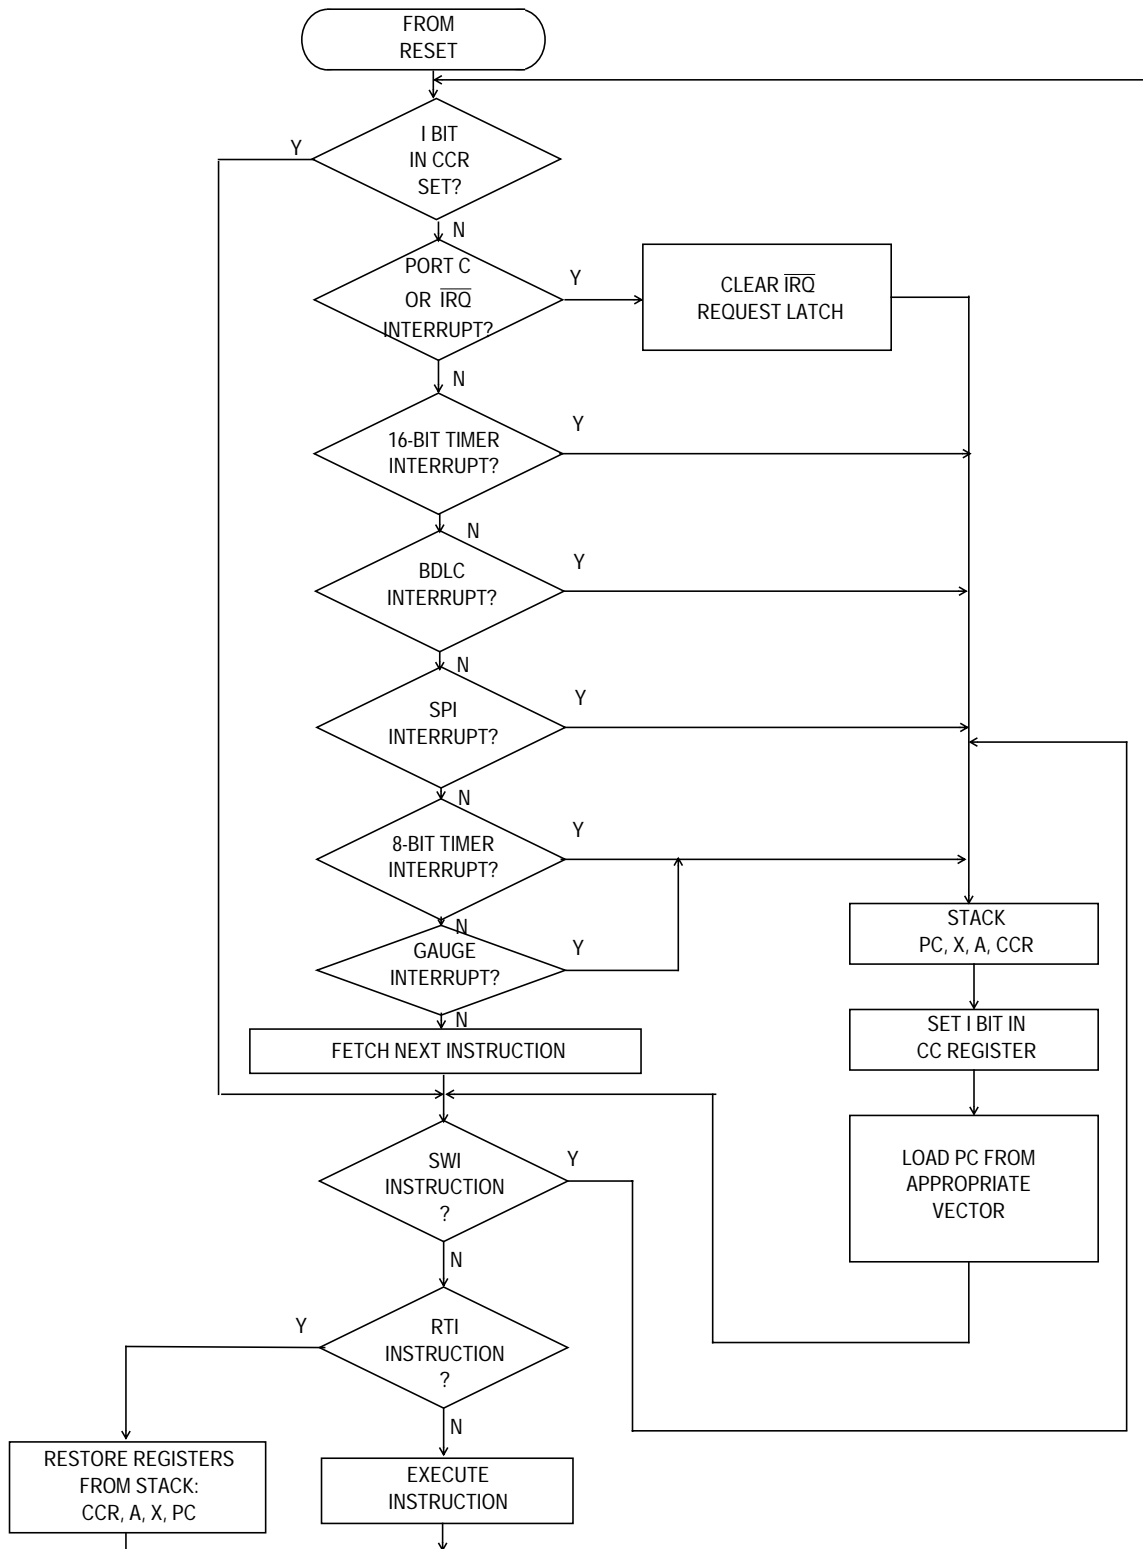 FROM
RESET
I BIT
IN CCR
SET?
Y
N
PORT C
OR IRQ
INTERRUPT?
Y
CLEAR IRQ
REQUEST LATCH
N
16-BIT TIMER
INTERRUPT?
Y
N
BDLC
INTERRUPT?
Y
N
SPI
INTERRUPT?
Y
N
8-BIT TIMER
INTERRUPT?
Y
N
GAUGE
INTERRUPT?
Y
N
FETCH NEXT INSTRUCTION
STACK
PC, X, A, CCR
SET I BIT IN
CC REGISTER
LOAD PC FROM
APPROPRIATE
VECTOR
SWI
INSTRUCTION
?
Y
N
RTI
INSTRUCTION
?
Y
N
RESTORE REGISTERS
FROM STACK:
CCR, A, X, PC
EXECUTE
INSTRUCTION